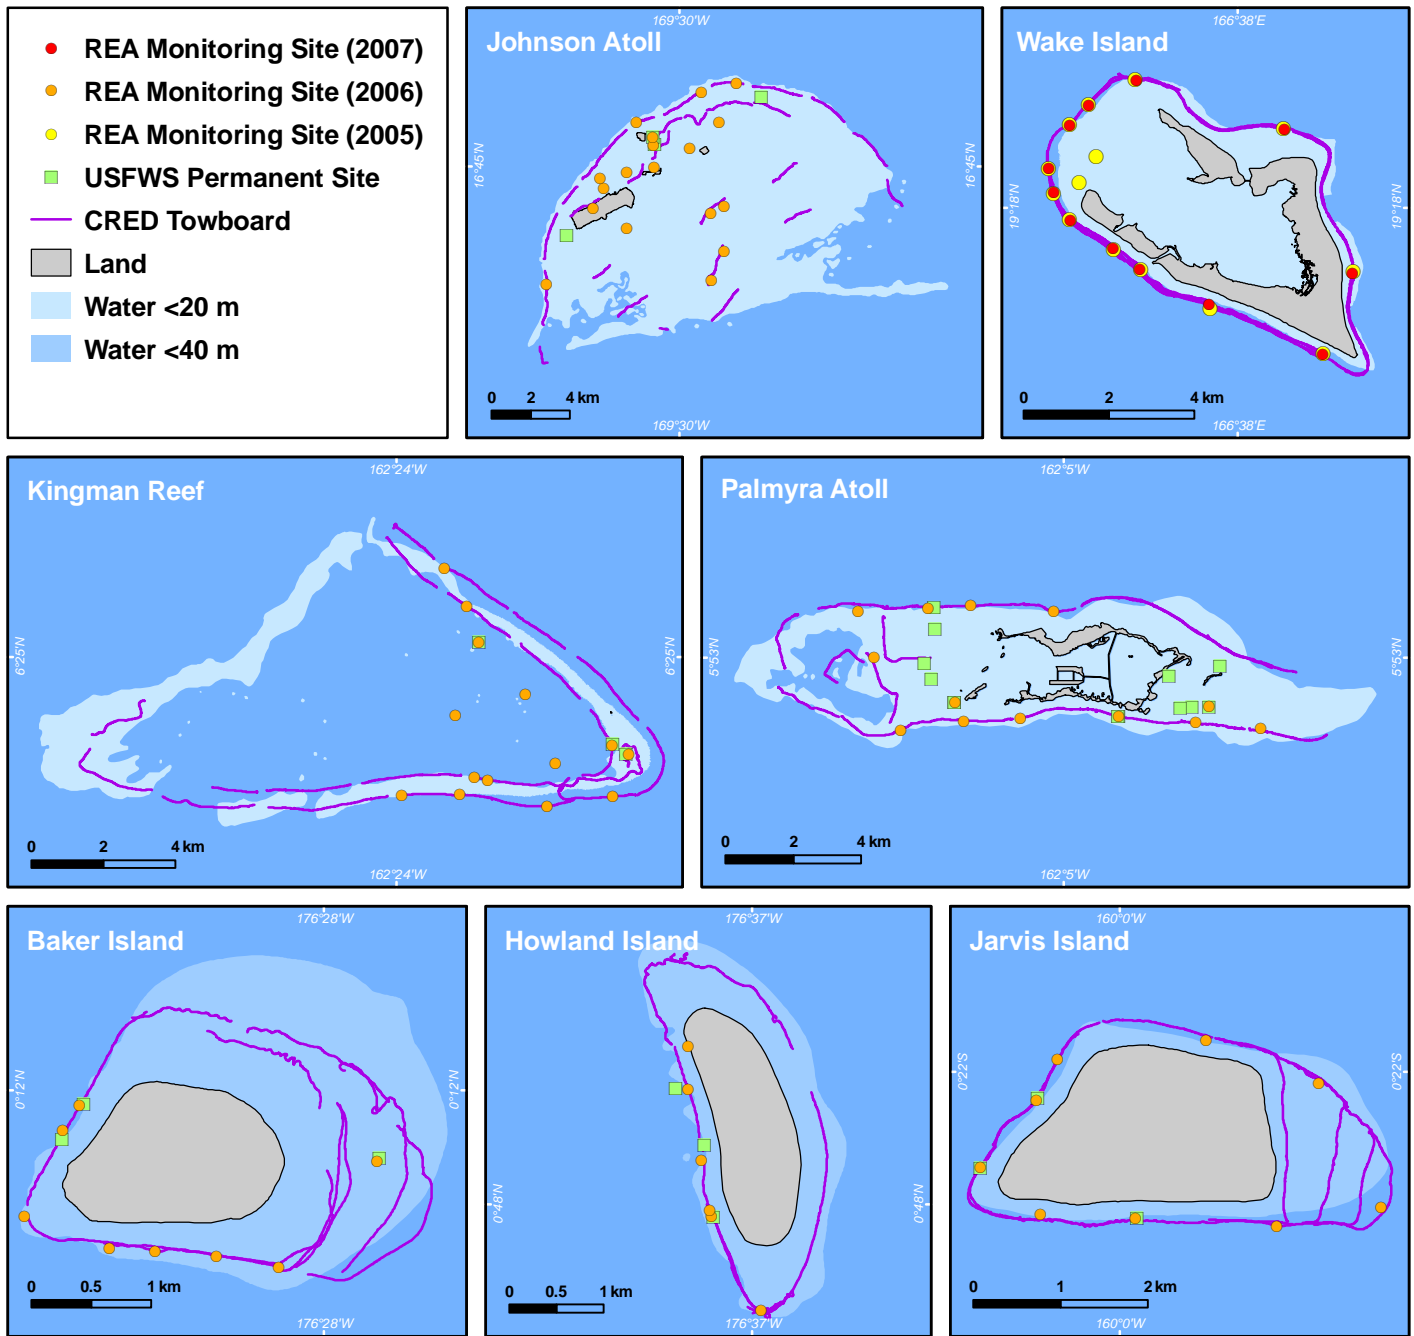 REA Monitoring Site (2007)
REA Monitoring Site (2006)
REA Monitoring Site (2005)
USFWS Permanent Site
CRED Towboard
Land
Water <20 m
Water <40 m
169°30'W
Johnson Atoll
16°45'N
16°45'N
0 2 4 km
169°30'W
166°38'E
Wake Island
19°18'N
19°18'N
0 2 4 km
166°38'E
162°24'W
Kingman Reef
6°25'N
6°25'N
0 2 4 km
162°24'W
162°5'W
Palmyra Atoll
5°53'N
5°53'N
0 2 4 km
162°5'W
176°28'W
Baker Island
0°12'N
0°12'N
0 0.5 1 km
176°28'W
176°37'W
Howland Island
0°48'N
0°48'N
0 0.5 1 km
176°37'W
160°0'W
Jarvis Island
0°22'S
0°22'S
0 1 2 km
160°0'W